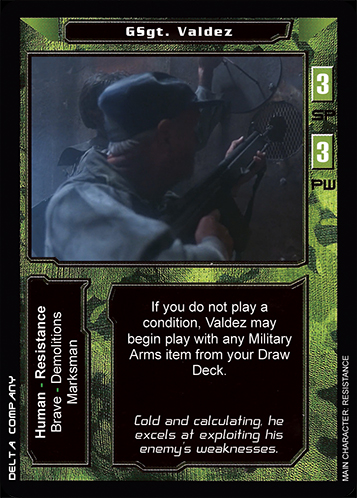 GSgt. Valdez
3
SP
3
PW
Human - Resistance
Brave - Demolitions
Marksman
If you do not play a
condition, Valdez may
begin play with any Military
Arms item from your Draw
Deck.
Cold and calculating, he
excels at exploiting his
enemy's weaknesses.
DELTA COMPANY
MAIN CHARACTER: RESISTANCE